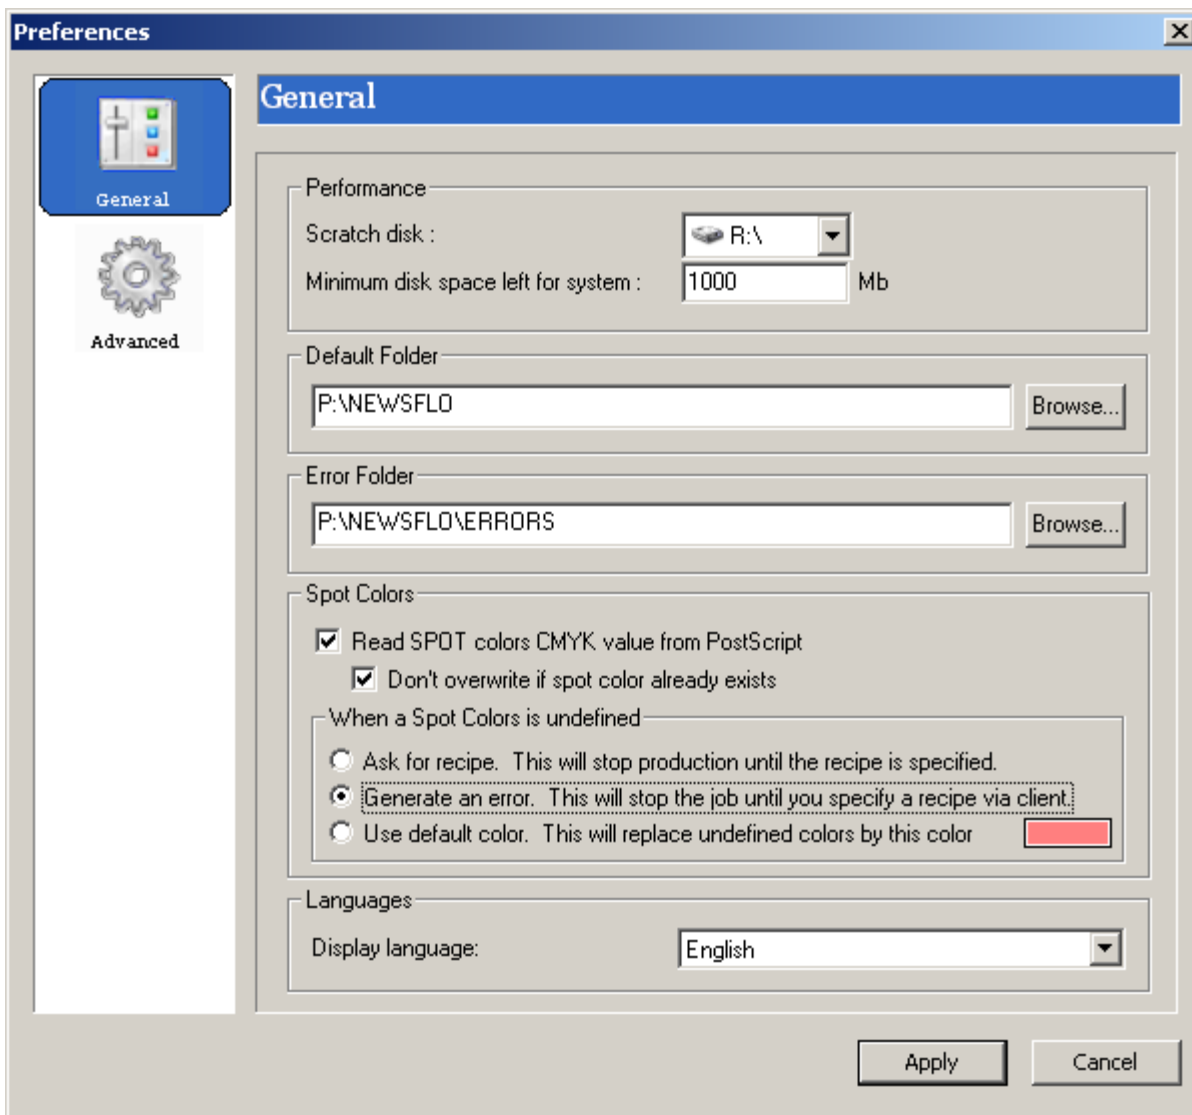 Preferences
General
Advanced
General
Performance
Scratch disk :
R:\
Minimum disk space left for system :
1000
Mb
Default Folder
P:\NEWSFLO
Browse...
Error Folder
P:\NEWSFLO\ERRORS
Browse...
Spot Colors
Read SPOT colors CMYK value from PostScript
Don't overwrite if spot color already exists
When a Spot Colors is undefined
Ask for recipe.  This will stop production until the recipe is specified.
Generate an error.  This will stop the job until you specify a recipe via client.
Use default color.  This will replace undefined colors by this color
Languages
Display language:
English
Apply
Cancel